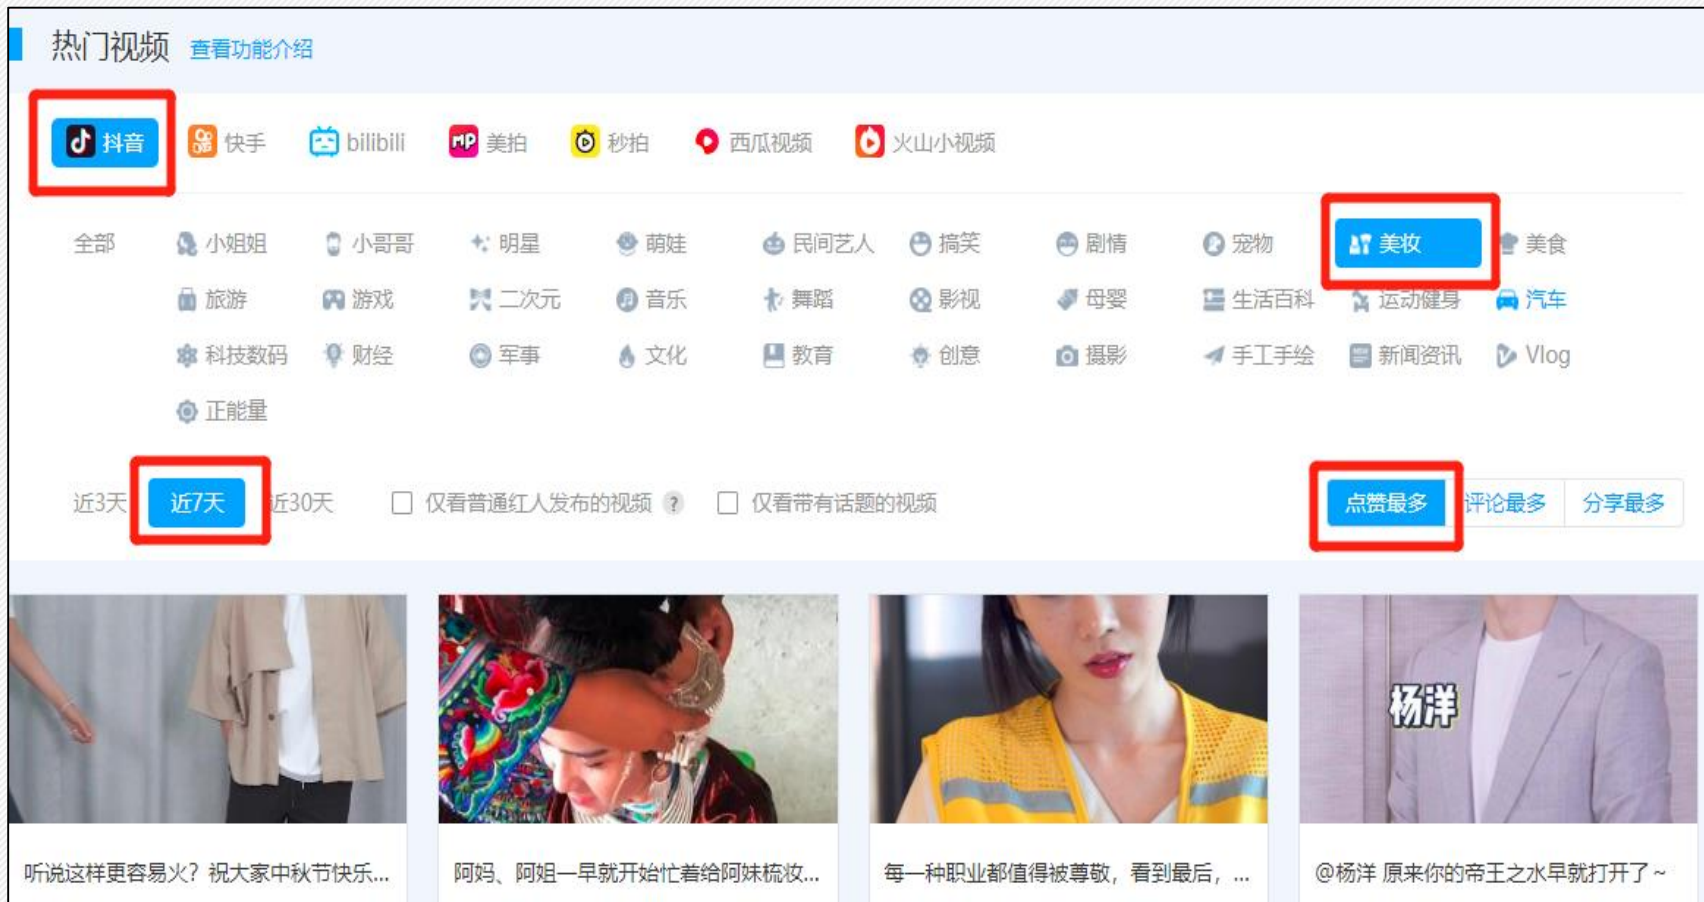 热门视频 查看功能介绍
抖音 快手 bilibili 美拍 秒拍 西瓜视频 火山小视频
全部 小姐姐 小哥哥 明星 萌娃 民间艺人 搞笑 剧情 宠物 美妆 美食
旅游 游戏 二次元 音乐 舞蹈 影视 母婴 生活百科 运动健身 汽车
科技数码 财经 军事 文化 教育 创意 摄影 手工手绘 新闻资讯 Vlog
正能量
近3天 近7天 近30天 仅看普通红人发布的视频 ? 仅看带有话题的视频 点赞最多 评论最多 分享最多
杨洋
听说这样更容易火？祝大家中秋节快乐... 阿妈、阿姐一早就开始忙着给阿妹梳妆... 每一种职业都值得被尊敬，看到最后，... @杨洋 原来你的帝王之水早就打开了~